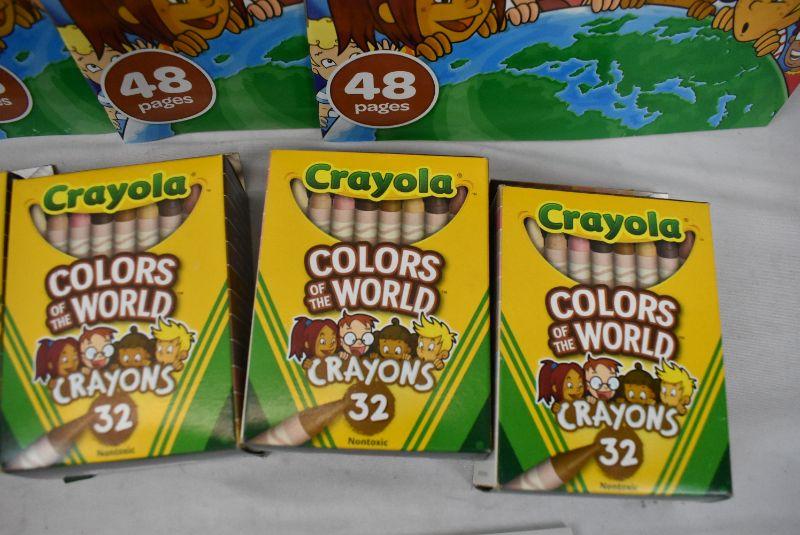 48
pages
48
pages
Crayola
COLORS
OF THE WORLD
CRAYONS
32
Nontoxic
Crayola
COLORS
OF THE WORLD
CRAYONS
32
Nontoxic
Crayola
COLORS
OF THE WORLD
CRAYONS
32
Nontoxic